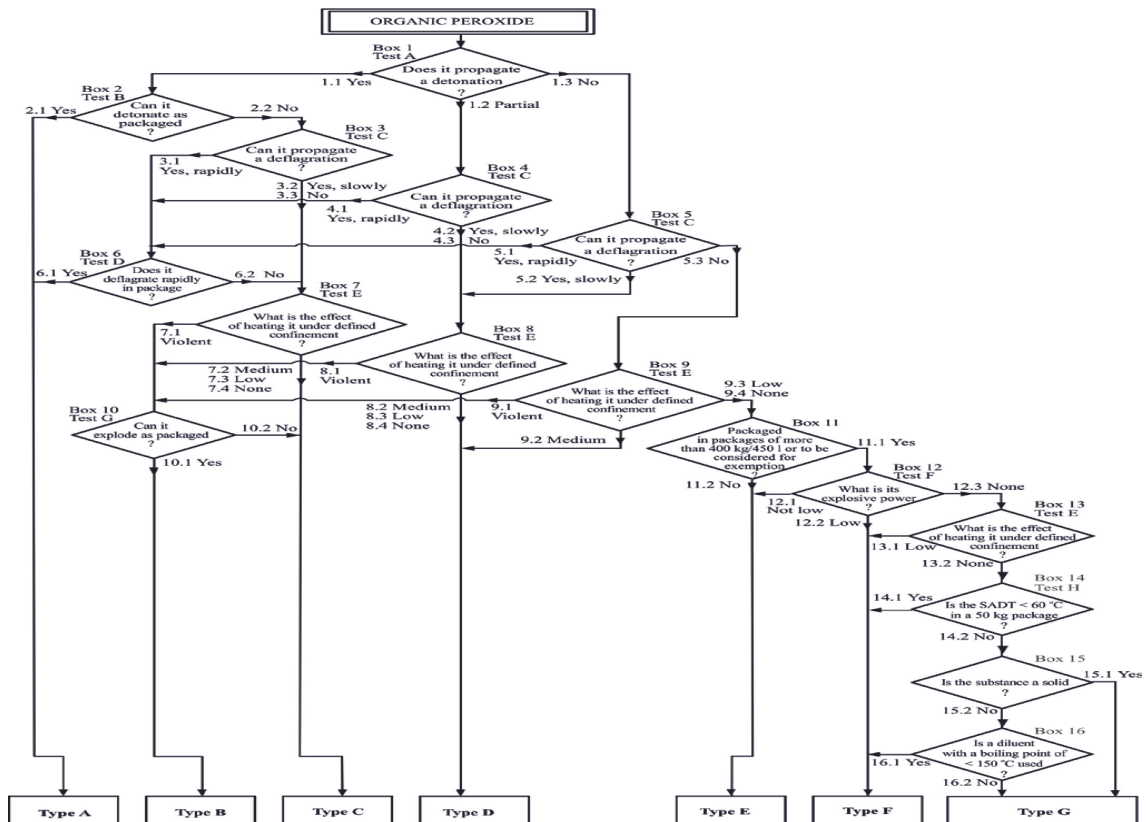 ORGANIC PEROXIDE
Box 1
Test A
Does it propagate
a detonation
?
1.1 Yes
1.2 Partial
1.3 No
Box 2
Test B
Can it
detonate as
packaged
?
2.1 Yes
2.2 No
Box 3
Test C
Can it propagate
a deflagration
?
3.1
Yes, rapidly
3.2 Yes, slowly
3.3 No
Box 4
Test C
Can it propagate
a deflagration
?
4.1
Yes, rapidly
4.2 Yes, slowly
4.3 No
Box 5
Test C
Can it propagate
a deflagration
?
5.1
Yes, rapidly
5.2 Yes, slowly
5.3 No
Box 6
Test D
Does it
deflagrate rapidly
in package
?
6.1 Yes
6.2 No
Box 7
Test E
What is the effect
of heating it under defined
confinement
?
7.1
Violent
7.2 Medium
7.3 Low
7.4 None
Box 8
Test E
What is the effect
of heating it under defined
confinement
?
8.1
Violent
8.2 Medium
8.3 Low
8.4 None
Box 9
Test E
What is the effect
of heating it under defined
confinement
?
9.1
Violent
9.2 Medium
9.3 Low
9.4 None
Box 10
Test G
Can it
explode as packaged
?
10.1 Yes
10.2 No
Box 11
Packaged
in packages of more
than 400 kg/450 l or to be
considered for
exemption
?
11.1 Yes
11.2 No
Box 12
Test F
What is its
explosive power
?
12.1
Not low
12.2 Low
12.3 None
Box 13
Test E
What is the effect
of heating it under defined
confinement
?
13.1 Low
13.2 None
Box 14
Test H
Is the SADT < 60 °C
in a 50 kg package
?
14.1 Yes
14.2 No
Box 15
Is the substance a solid
?
15.1 Yes
15.2 No
Box 16
Is a diluent
with a boiling point of
< 150 °C used
?
16.1 Yes
16.2 No
Type A
Type B
Type C
Type D
Type E
Type F
Type G